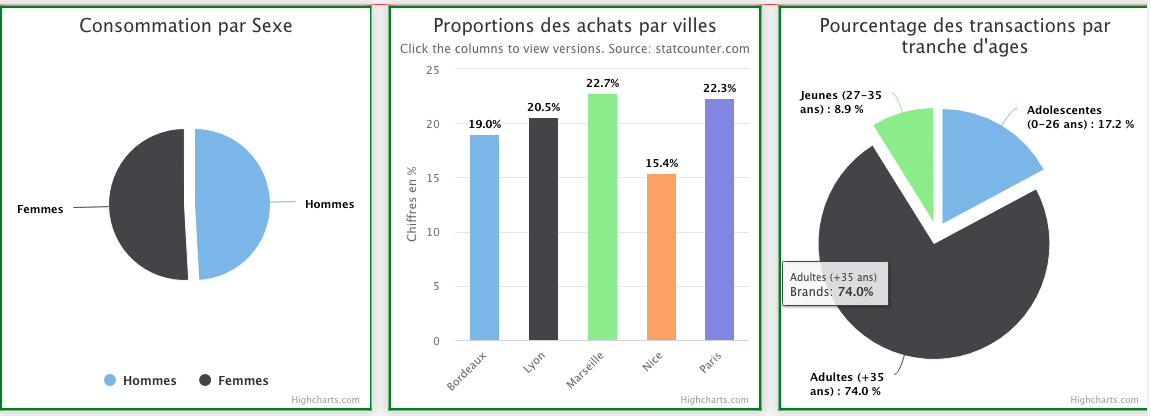 Consommation par Sexe
Femmes
Hommes
Hommes
Femmes
Highcharts.com
Proportions des achats par villes
Click the columns to view versions. Source: statcounter.com
Chiffres en %
25
20
15
10
5
0
19.0%
20.5%
22.7%
15.4%
22.3%
Bordeaux
Lyon
Marseille
Nice
Paris
Highcharts.com
Pourcentage des transactions par
tranche d'ages
Jeunes (27-35
ans) : 8.9 %
Adolescentes
(0-26 ans) : 17.2 %
Adultes (+35 ans)
Brands: 74.0%
Adultes (+35
ans) : 74.0 %
Highcharts.com